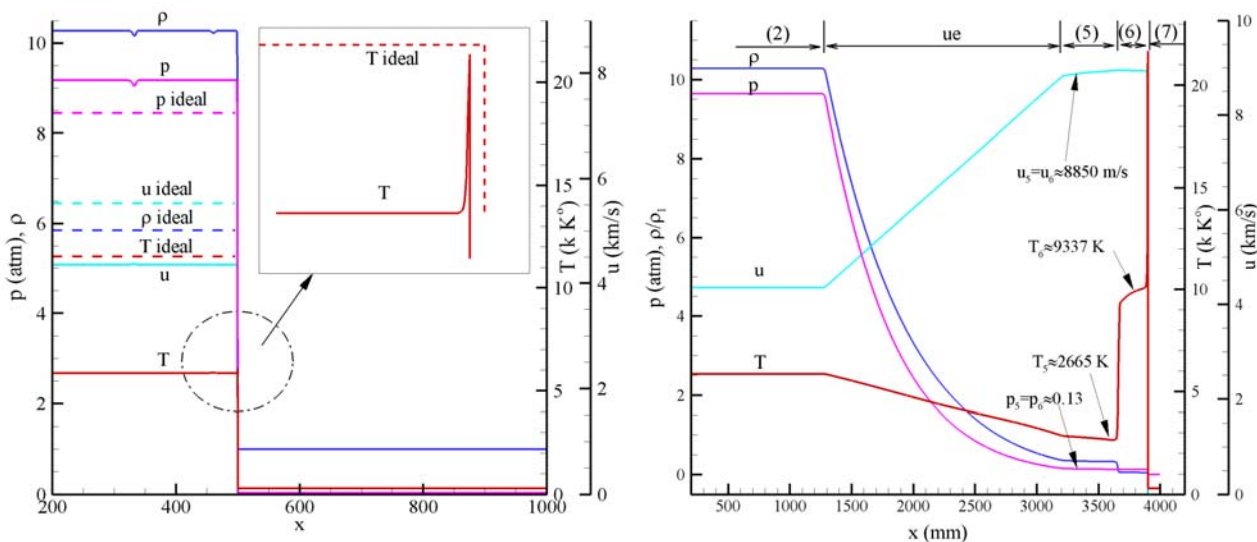 ρ
p
p ideal
u ideal
ρ ideal
T ideal
u
T
T ideal
T
p (atm), ρ
10
8
6
4
2
0
200
400
600
800
1000
x
T (k K°)
20
15
10
5
0
u (km/s)
8
6
4
2
0
(2)
ue
(5)
(6)
(7)
ρ
p
u
T
u₅=u₆≈8850 m/s
T₆≈9337 K
T₅≈2665 K
p₅=p₆≈0.13
p (atm), ρ/ρ₁
10
8
6
4
2
0
500
1000
1500
2000
2500
3000
3500
4000
x (mm)
T (k K°)
20
15
10
5
0
u (km/s)
10
8
6
4
2
0